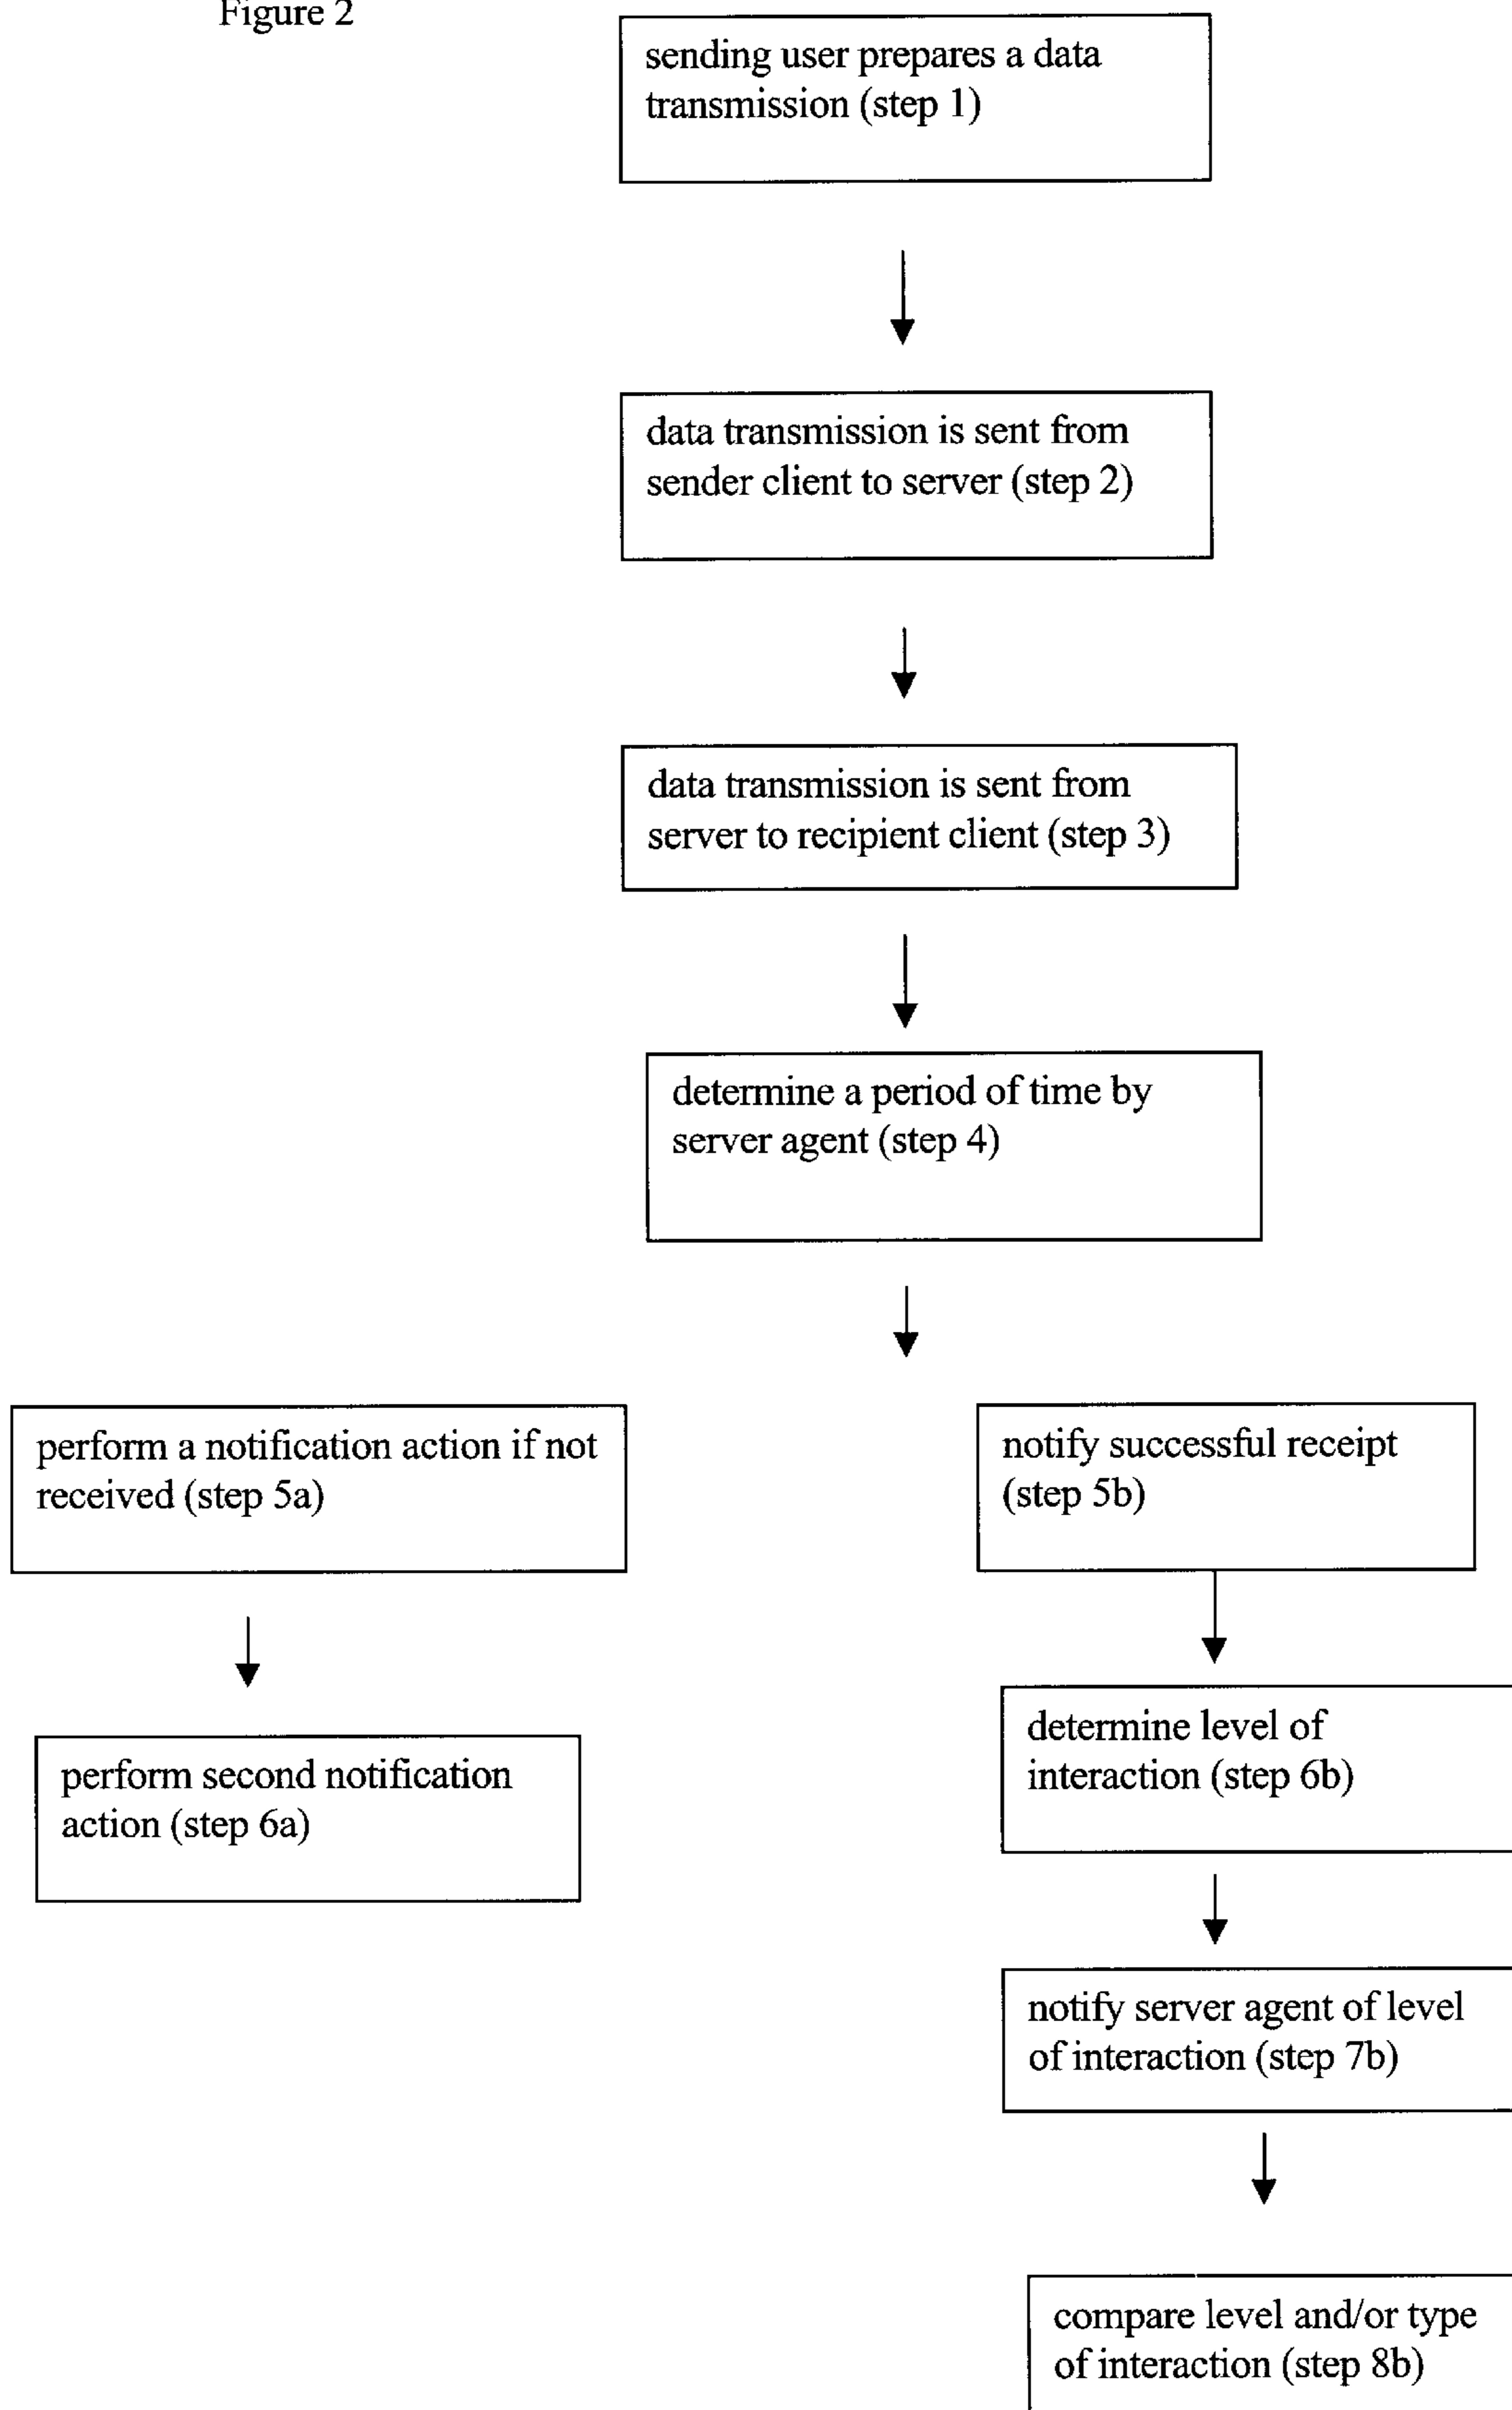 Figure 2
sending user prepares a data
transmission (step 1)
data transmission is sent from
sender client to server (step 2)
data transmission is sent from
server to recipient client (step 3)
determine a period of time by
server agent (step 4)
perform a notification action if not
received (step 5a)
notify successful receipt
(step 5b)
perform second notification
action (step 6a)
determine level of
interaction (step 6b)
notify server agent of level
of interaction (step 7b)
compare level and/or type
of interaction (step 8b)